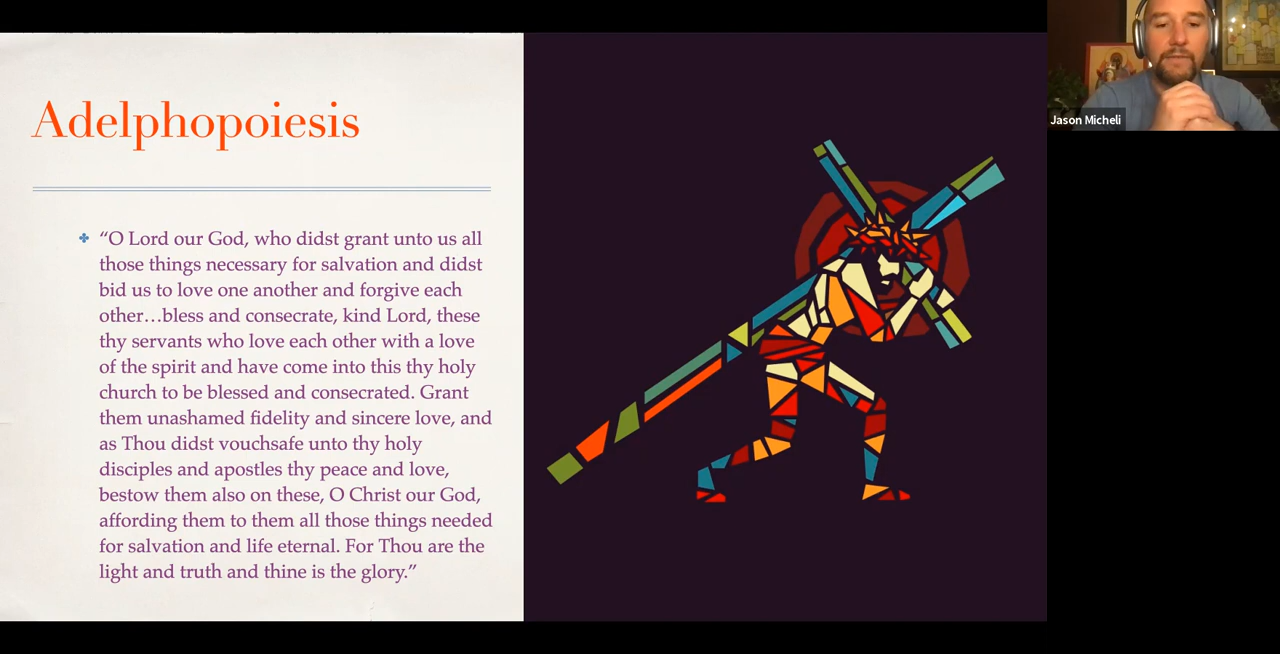 Adelphopoiesis
“O Lord our God, who didst grant unto us all
those things necessary for salvation and didst
bid us to love one another and forgive each
other…bless and consecrate, kind Lord, these
thy servants who love each other with a love
of the spirit and have come into this thy holy
church to be blessed and consecrated. Grant
them unashamed fidelity and sincere love, and
as Thou didst vouchsafe unto thy holy
disciples and apostles thy peace and love,
bestow them also on these, O Christ our God,
affording them to them all those things needed
for salvation and life eternal. For Thou are the
light and truth and thine is the glory.”
Jason Micheli